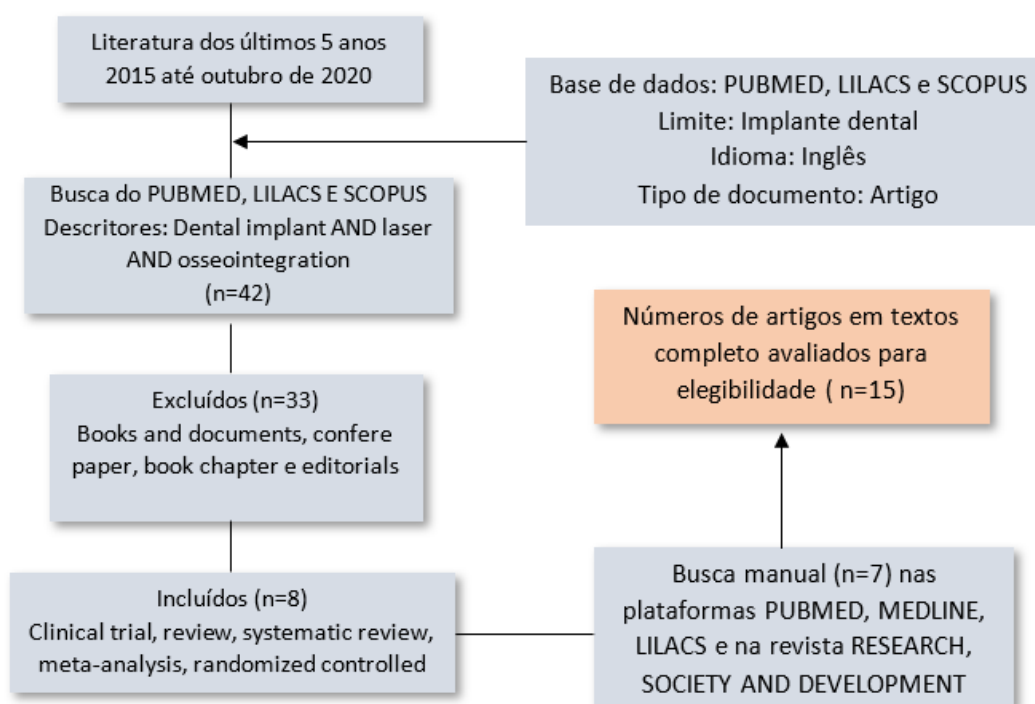 Literatura dos últimos 5 anos
2015 até outubro de 2020
Base de dados: PUBMED, LILACS e SCOPUS
Limite: Implante dental
Idioma: Inglês
Tipo de documento: Artigo
Busca do PUBMED, LILACS E SCOPUS
Descritores: Dental implant AND laser
AND osseointegration
(n=42)
Excluídos (n=33)
Books and documents, confere
paper, book chapter e editorials
Incluídos (n=8)
Clinical trial, review, systematic review,
meta-analysis, randomized controlled
Busca manual (n=7) nas
plataformas PUBMED, MEDLINE,
LILACS e na revista RESEARCH,
SOCIETY AND DEVELOPMENT
Números de artigos em textos
completo avaliados para
elegibilidade ( n=15)